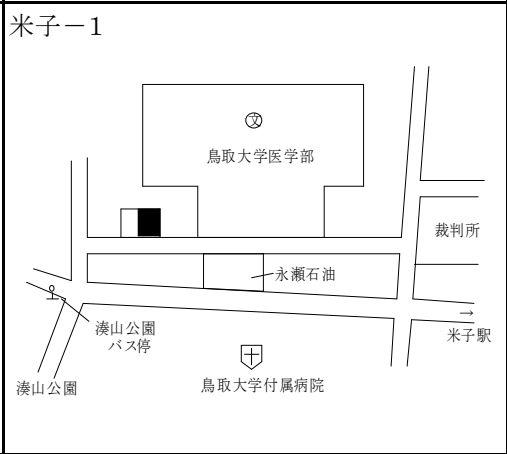 米子－1
文
鳥取大学医学部
裁判所
永瀬石油
→
米子駅
湊山公園
バス停
鳥取大学付属病院
湊山公園